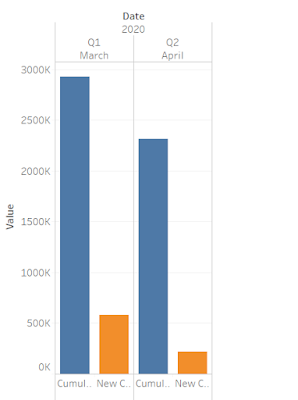 Date
2020
Q1 Q2
March April
3000K
2500K
2000K
1500K
1000K
500K
0K
Value
Cumul.. New C.. Cumul.. New C..